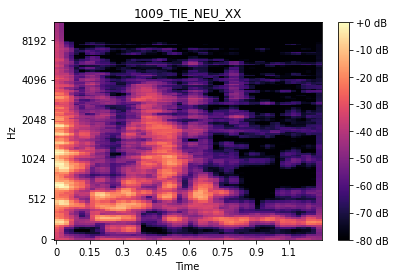 1009_TIE_NEU_XX
8192
4096
2048
1024
512
0
Hz
0
0.15
0.3
0.45
0.6
0.75
0.9
1.1
Time
+0 dB
-10 dB
-20 dB
-30 dB
-40 dB
-50 dB
-60 dB
-70 dB
-80 dB